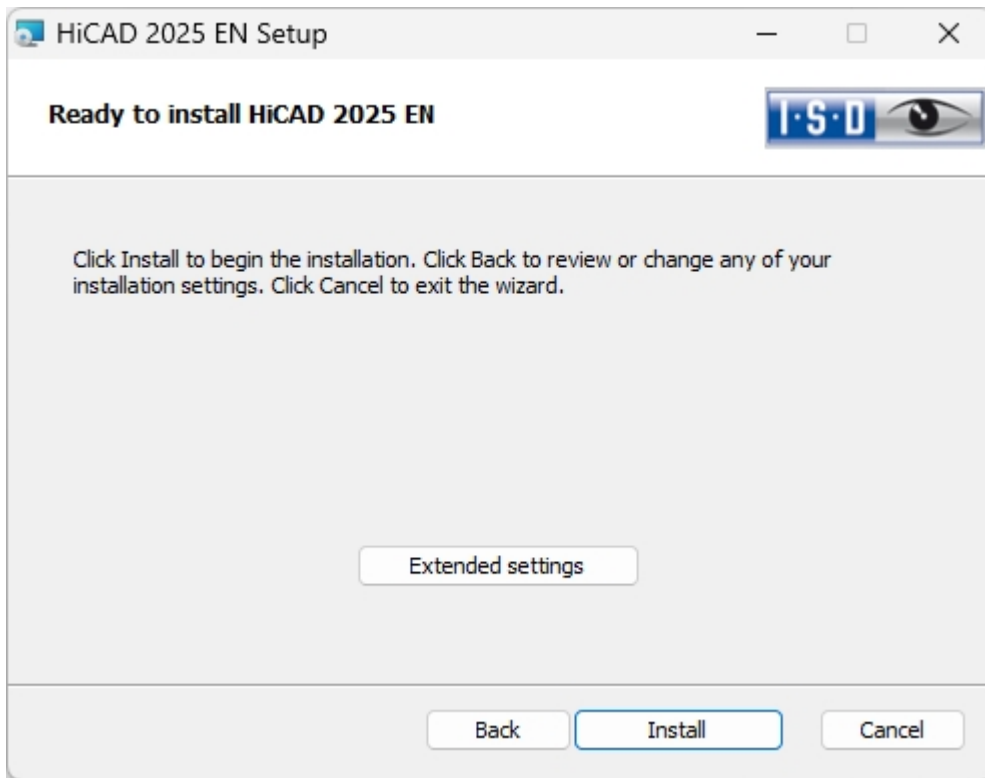 HiCAD 2025 EN Setup
Ready to install HiCAD 2025 EN
I·S·D
Click Install to begin the installation. Click Back to review or change any of your
installation settings. Click Cancel to exit the wizard.
Extended settings
Back
Install
Cancel